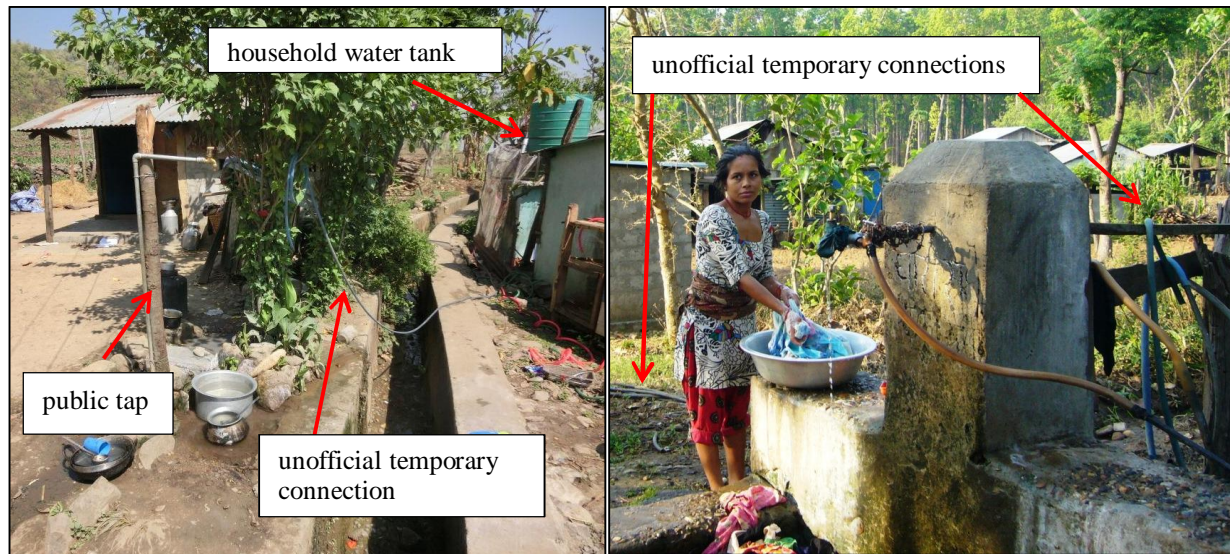 household water tank
public tap
unofficial temporary
connection
unofficial temporary connections